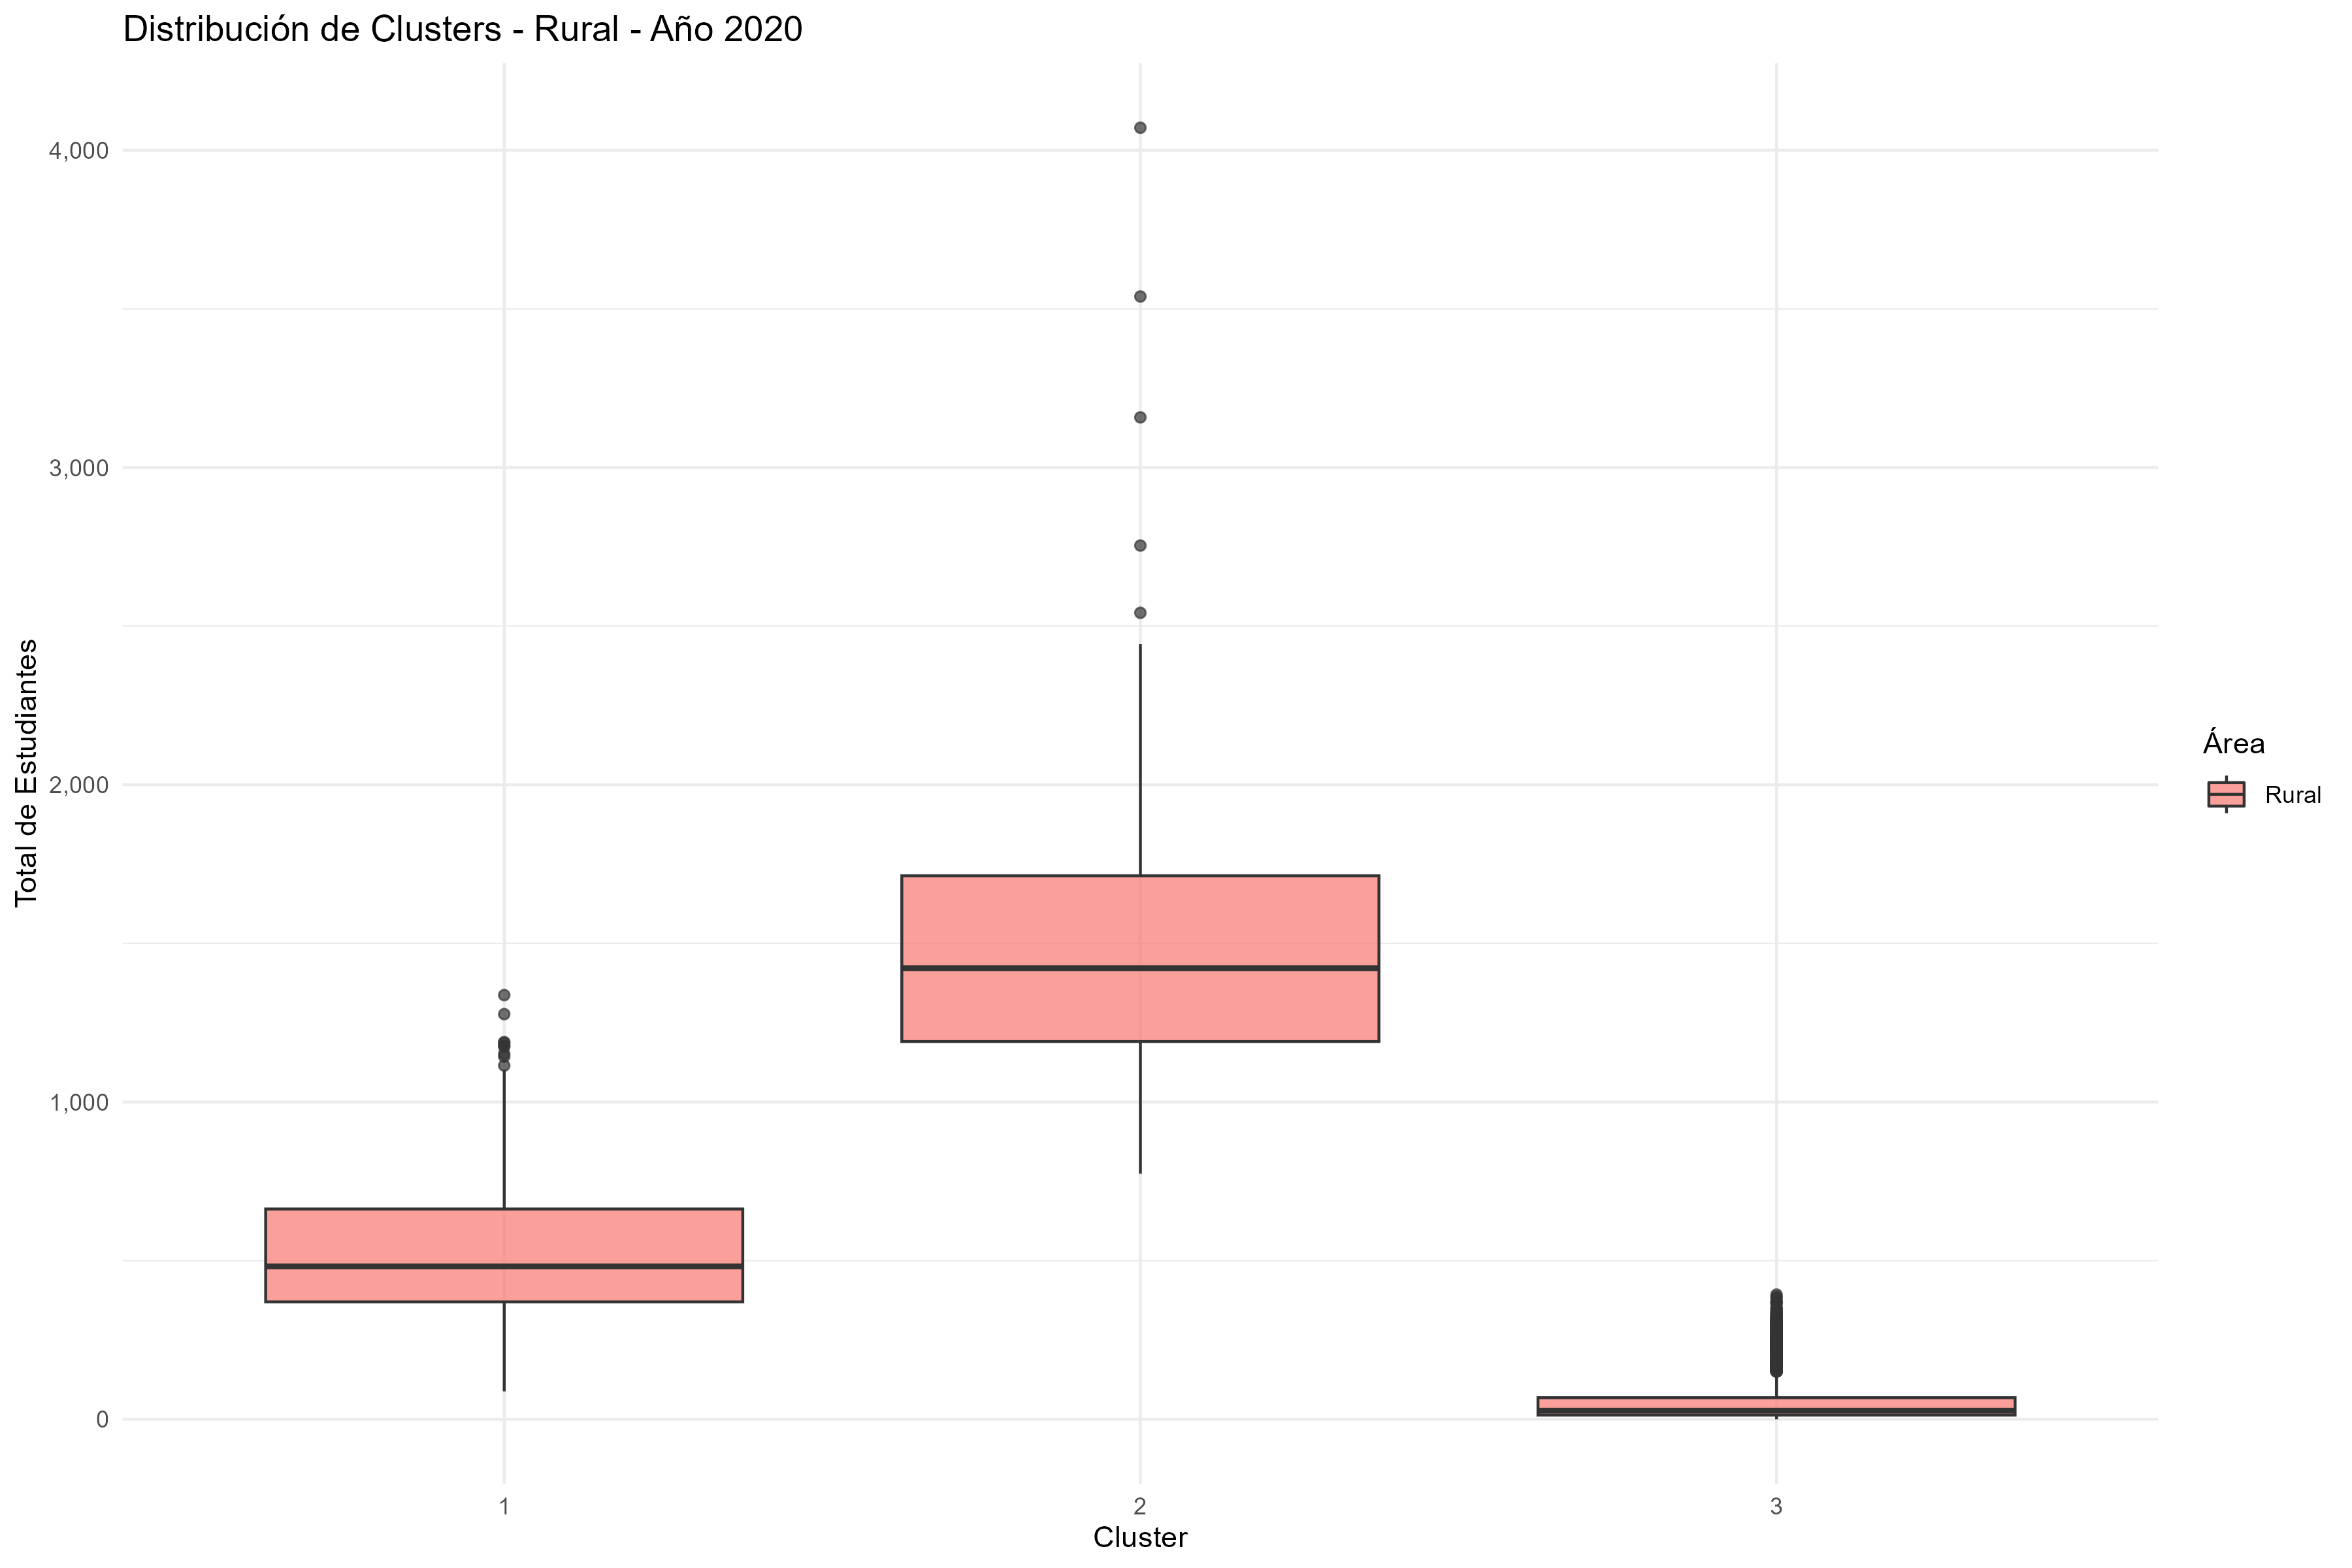 Distribución de Clusters - Rural - Año 2020
Total de Estudiantes
4,000
3,000
2,000
1,000
0
1
2
3
Cluster
Área
Rural